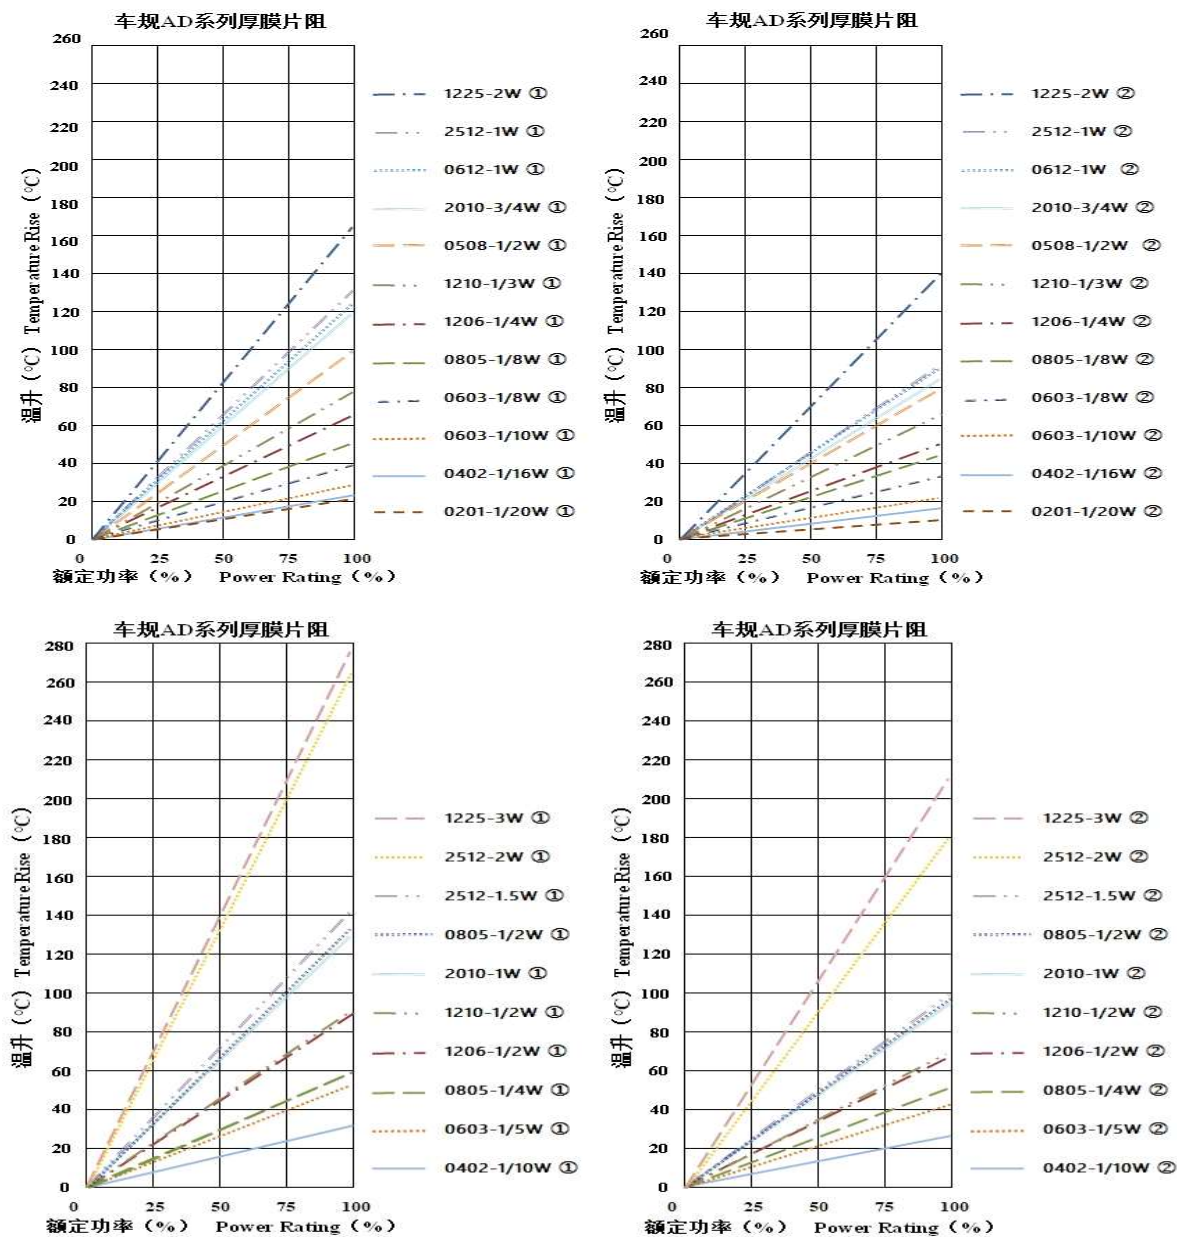 车规AD系列厚膜片阻
260
240
220
200
180
160
140
120
100
80
60
40
20
0
温升（°C）Temperature Rise（°C）
0 25 50 75 100
额定功率（%） Power Rating（%）
1225-2W ①
2512-1W ①
0612-1W ①
2010-3/4W ①
0508-1/2W ①
1210-1/3W ①
1206-1/4W ①
0805-1/8W ①
0603-1/8W ①
0603-1/10W ①
0402-1/16W ①
0201-1/20W ①
车规AD系列厚膜片阻
260
240
220
200
180
160
140
120
100
80
60
40
20
0
温升（°C）Temperature Rise（°C）
0 25 50 75 100
额定功率（%） Power Rating（%）
1225-2W ②
2512-1W ②
0612-1W ②
2010-3/4W ②
0508-1/2W ②
1210-1/3W ②
1206-1/4W ②
0805-1/8W ②
0603-1/8W ②
0603-1/10W ②
0402-1/16W ②
0201-1/20W ②
车规AD系列厚膜片阻
280
260
240
220
200
180
160
140
120
100
80
60
40
20
0
温升（°C）Temperature Rise（°C）
0 25 50 75 100
额定功率（%） Power Rating（%）
1225-3W ①
2512-2W ①
2512-1.5W ①
0805-1/2W ①
2010-1W ①
1210-1/2W ①
1206-1/2W ①
0805-1/4W ①
0603-1/5W ①
0402-1/10W ①
车规AD系列厚膜片阻
280
260
240
220
200
180
160
140
120
100
80
60
40
20
0
温升（°C）Temperature Rise（°C）
0 25 50 75 100
额定功率（%） Power Rating（%）
1225-3W ②
2512-2W ②
2512-1.5W ②
0805-1/2W ②
2010-1W ②
1210-1/2W ②
1206-1/2W ②
0805-1/4W ②
0603-1/5W ②
0402-1/10W ②